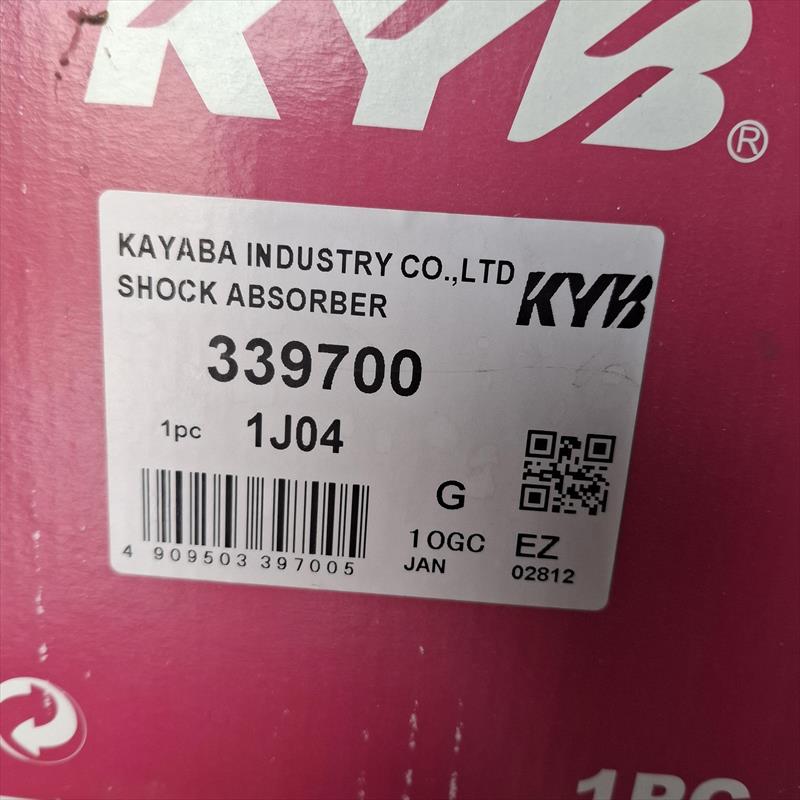 KYB®
KAYABA INDUSTRY CO.,LTD
KYB
SHOCK ABSORBER
339700
1pc 1J04
G
4 909503 397005
10GC EZ
JAN 02812
1PC